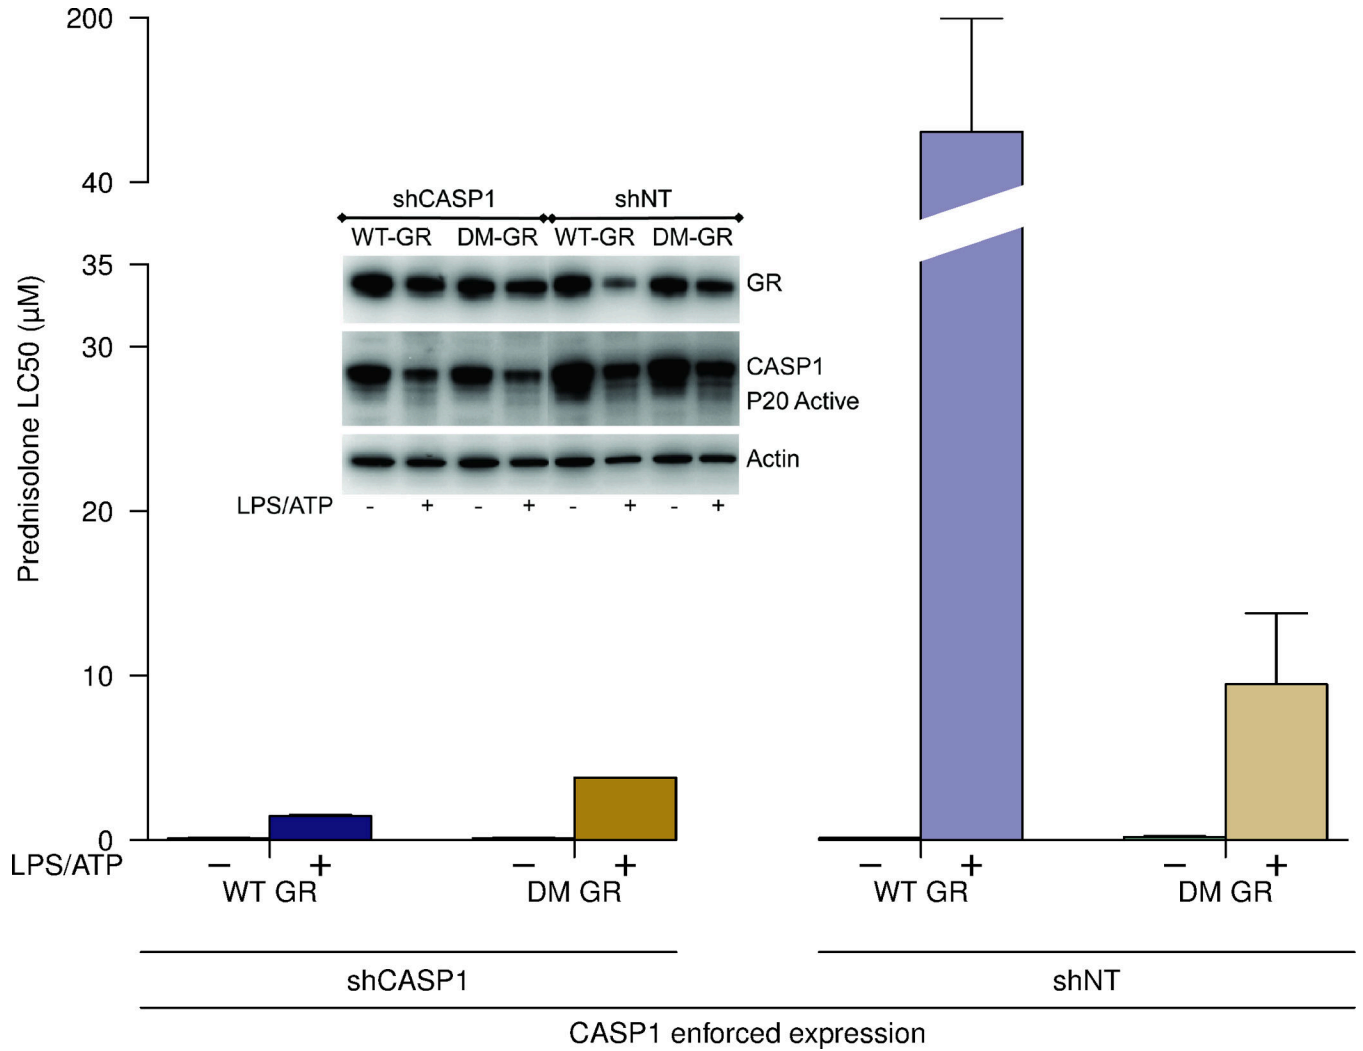 200
40
35
30
20
10
0
Prednisolone LC50 (µM)
shCASP1 shNT
WT-GR DM-GR WT-GR DM-GR
GR
CASP1
P20 Active
Actin
LPS/ATP - + - + - + - +
LPS/ATP − + − + − + − +
WT GR DM GR WT GR DM GR
shCASP1 shNT
CASP1 enforced expression